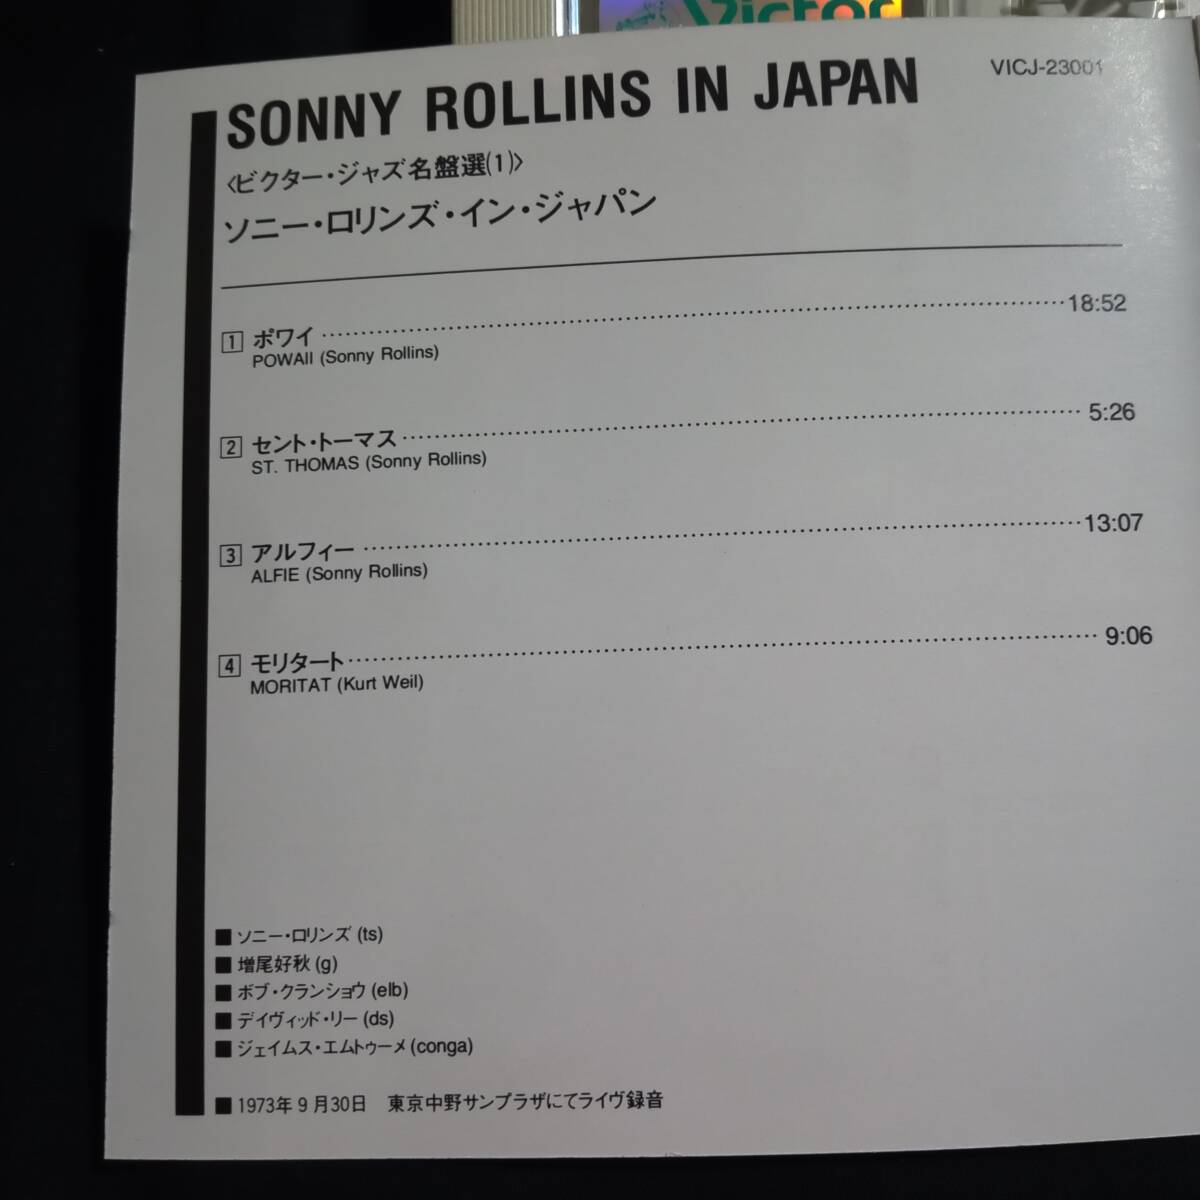 Victor
SONNY ROLLINS IN JAPAN
VICJ-23001
〈ビクター・ジャズ名盤選(1)〉
ソニー・ロリンズ・イン・ジャパン
1 ポワイ 18:52
POWAII (Sonny Rollins)
2 セント・トーマス 5:26
ST. THOMAS (Sonny Rollins)
3 アルフィー 13:07
ALFIE (Sonny Rollins)
4 モリタート 9:06
MORITAT (Kurt Weil)
■ ソニー・ロリンズ (ts)
■ 増尾好秋 (g)
■ ボブ・クランショウ (elb)
■ デイヴィッド・リー (ds)
■ ジェイムス・エムトゥーメ (conga)
■ 1973年9月30日 東京中野サンプラザにてライヴ録音